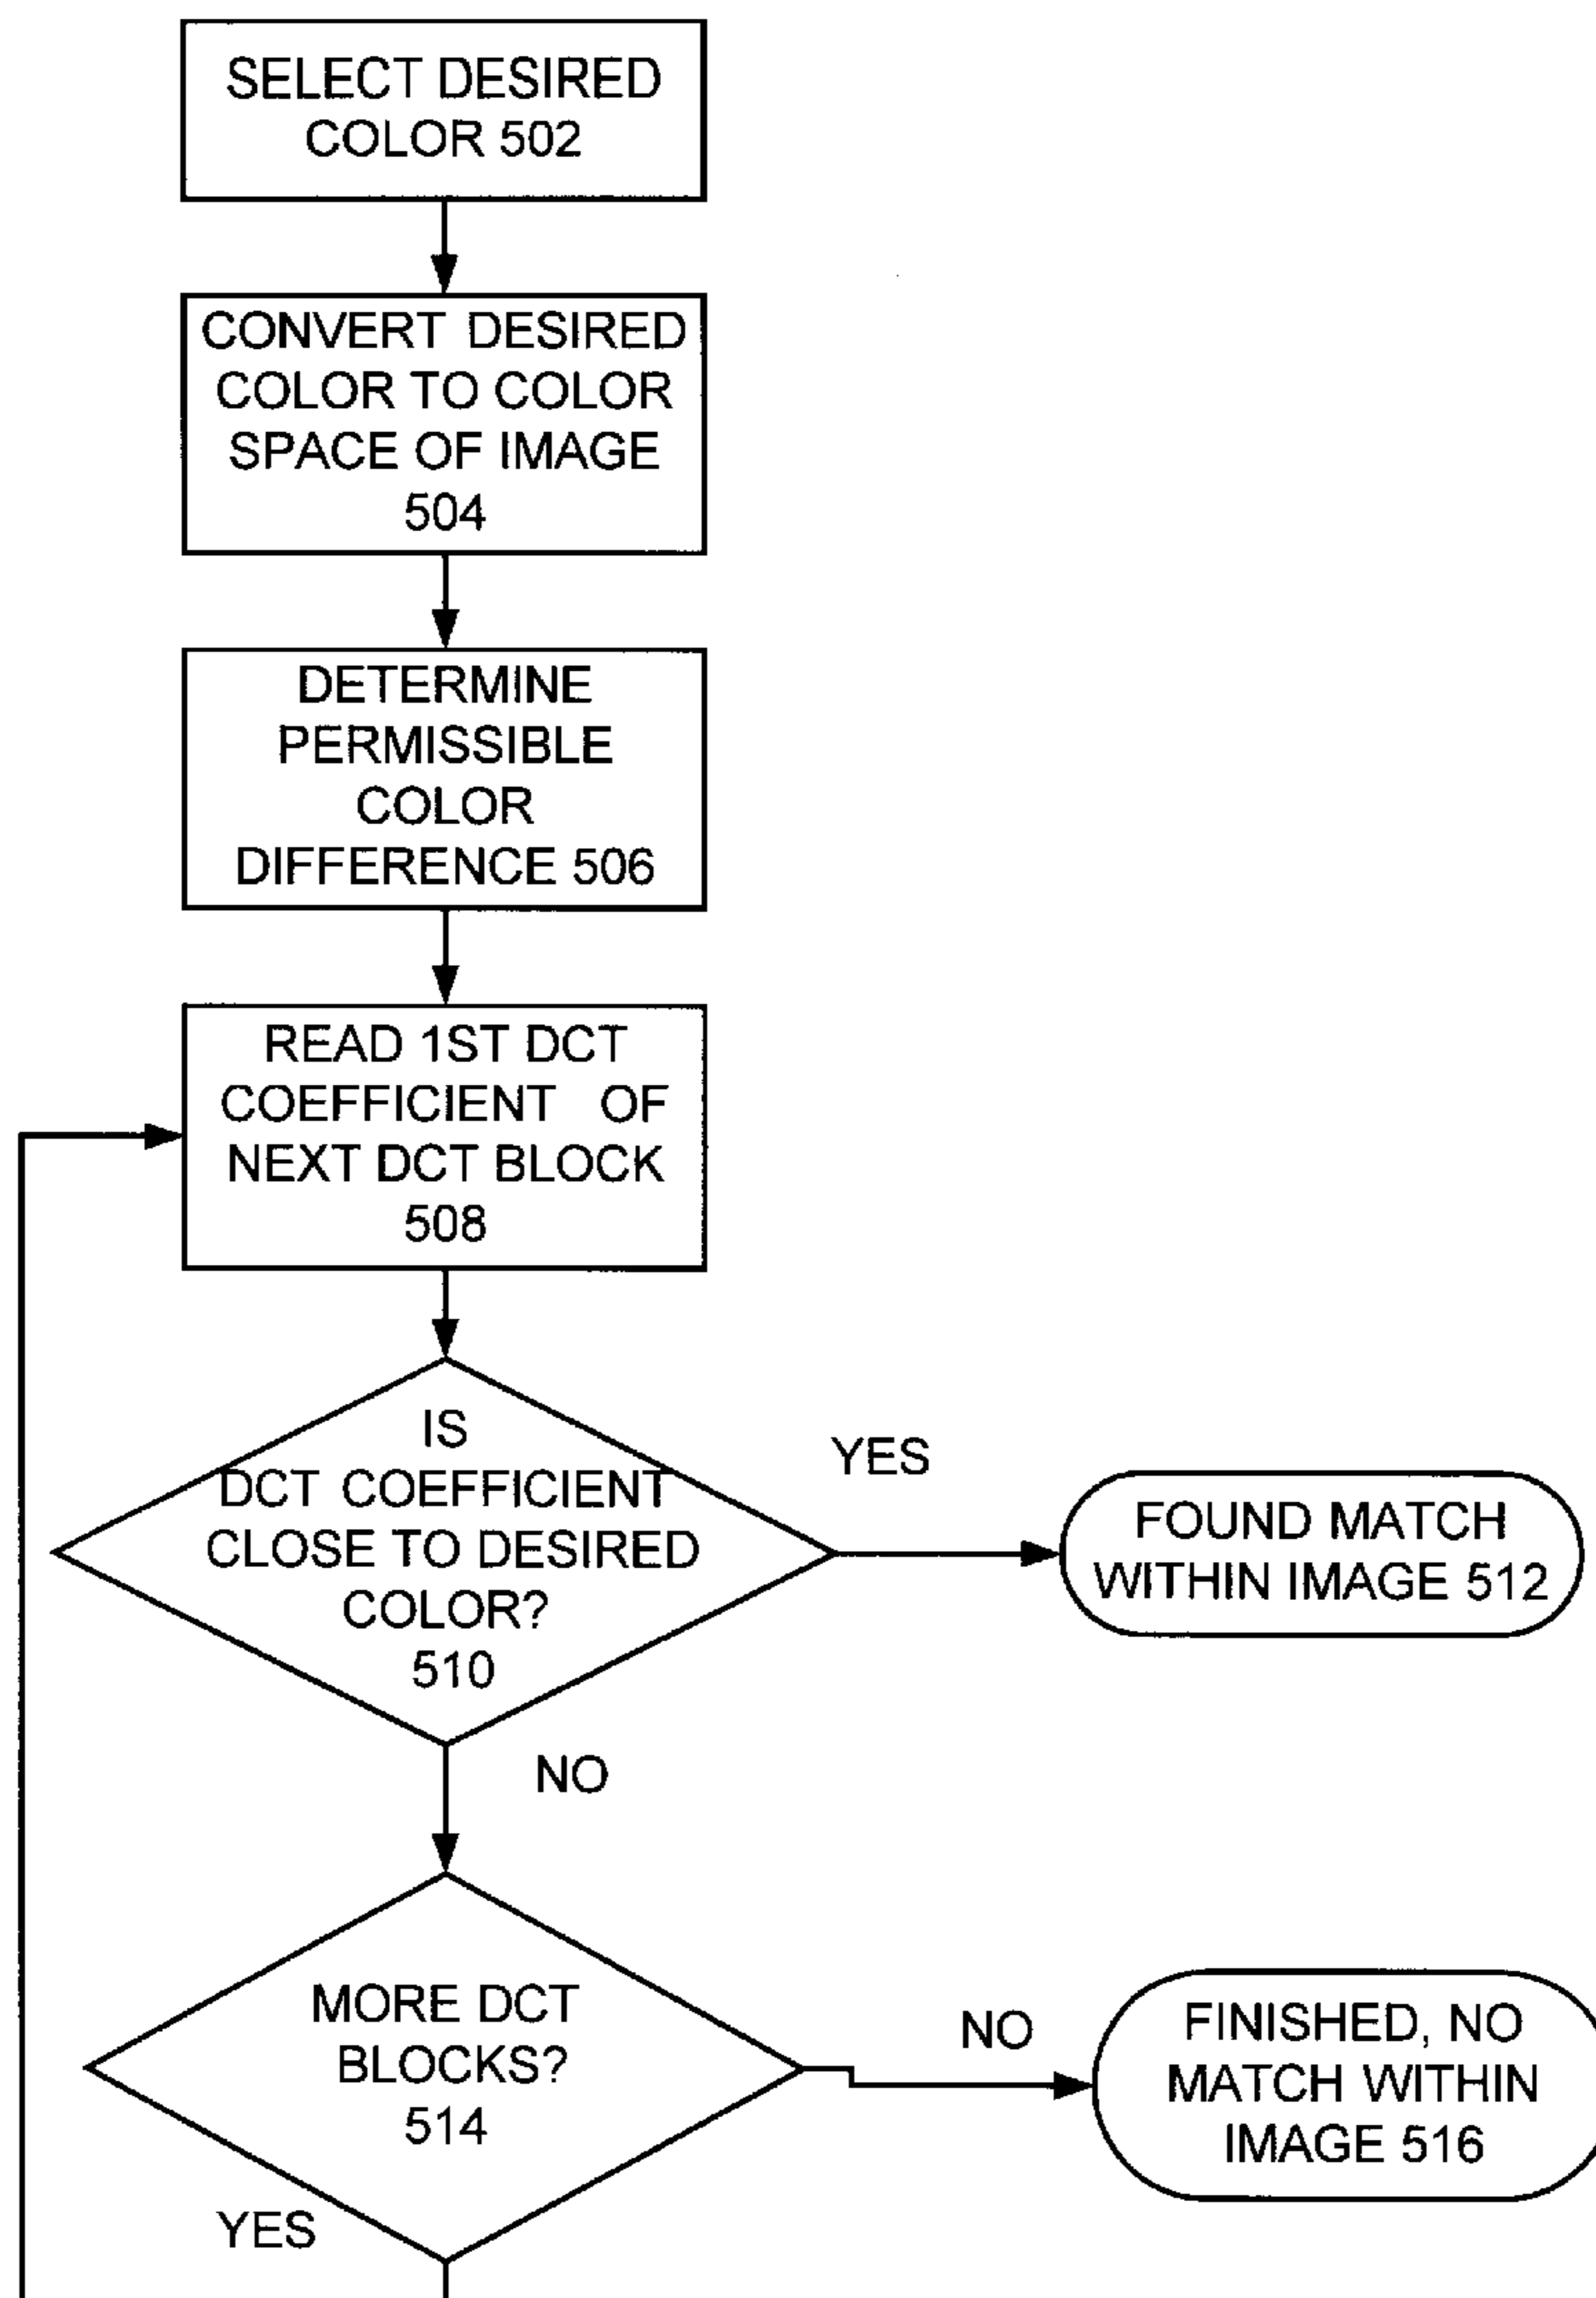 SELECT DESIRED
COLOR 502
CONVERT DESIRED
COLOR TO COLOR
SPACE OF IMAGE
504
DETERMINE
PERMISSIBLE
COLOR
DIFFERENCE 506
READ 1ST DCT
COEFFICIENT OF
NEXT DCT BLOCK
508
IS
DCT COEFFICIENT
CLOSE TO DESIRED
COLOR?
510
YES
FOUND MATCH
WITHIN IMAGE 512
NO
MORE DCT
BLOCKS?
514
NO
FINISHED, NO
MATCH WITHIN
IMAGE 516
YES